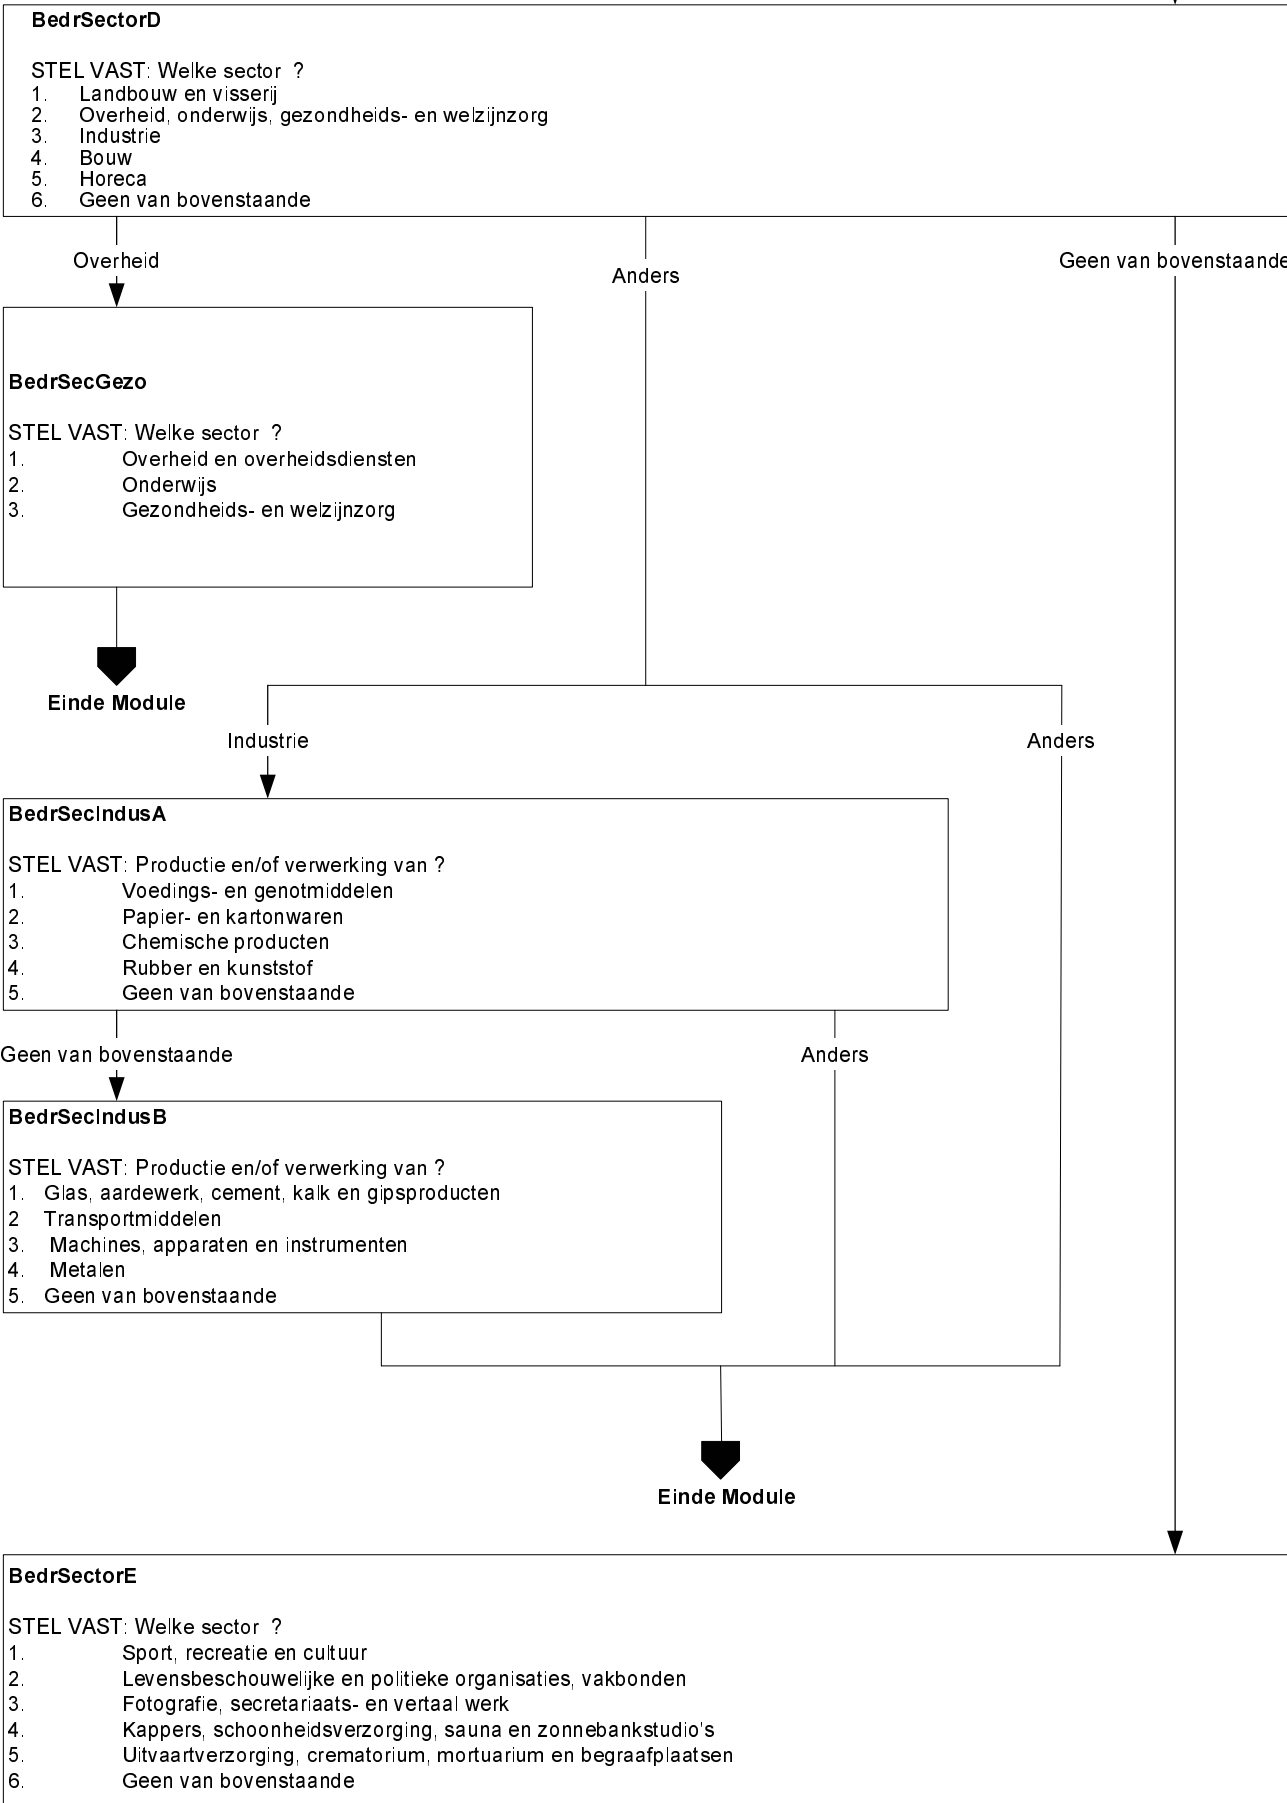 BedrSectorD
STEL VAST: Welke sector ?
1. Landbouw en visserij
2. Overheid, onderwijs, gezondheids- en welzijnzorg
3. Industrie
4. Bouw
5. Horeca
6. Geen van bovenstaande
Overheid
Anders
Geen van bovenstaande
BedrSecGezo
STEL VAST: Welke sector ?
1. Overheid en overheidsdiensten
2. Onderwijs
3. Gezondheids- en welzijnzorg
Einde Module
Industrie
Anders
BedrSecIndusA
STEL VAST: Productie en/of verwerking van ?
1. Voedings- en genotmiddelen
2. Papier- en kartonwaren
3. Chemische producten
4. Rubber en kunststof
5. Geen van bovenstaande
Geen van bovenstaande
Anders
BedrSecIndusB
STEL VAST: Productie en/of verwerking van ?
1. Glas, aardewerk, cement, kalk en gipsproducten
2 Transportmiddelen
3. Machines, apparaten en instrumenten
4. Metalen
5. Geen van bovenstaande
Einde Module
BedrSectorE
STEL VAST: Welke sector ?
1. Sport, recreatie en cultuur
2. Levensbeschouwelijke en politieke organisaties, vakbonden
3. Fotografie, secretariaats- en vertaal werk
4. Kappers, schoonheidsverzorging, sauna en zonnebankstudio's
5. Uitvaartverzorging, crematorium, mortuarium en begraafplaatsen
6. Geen van bovenstaande